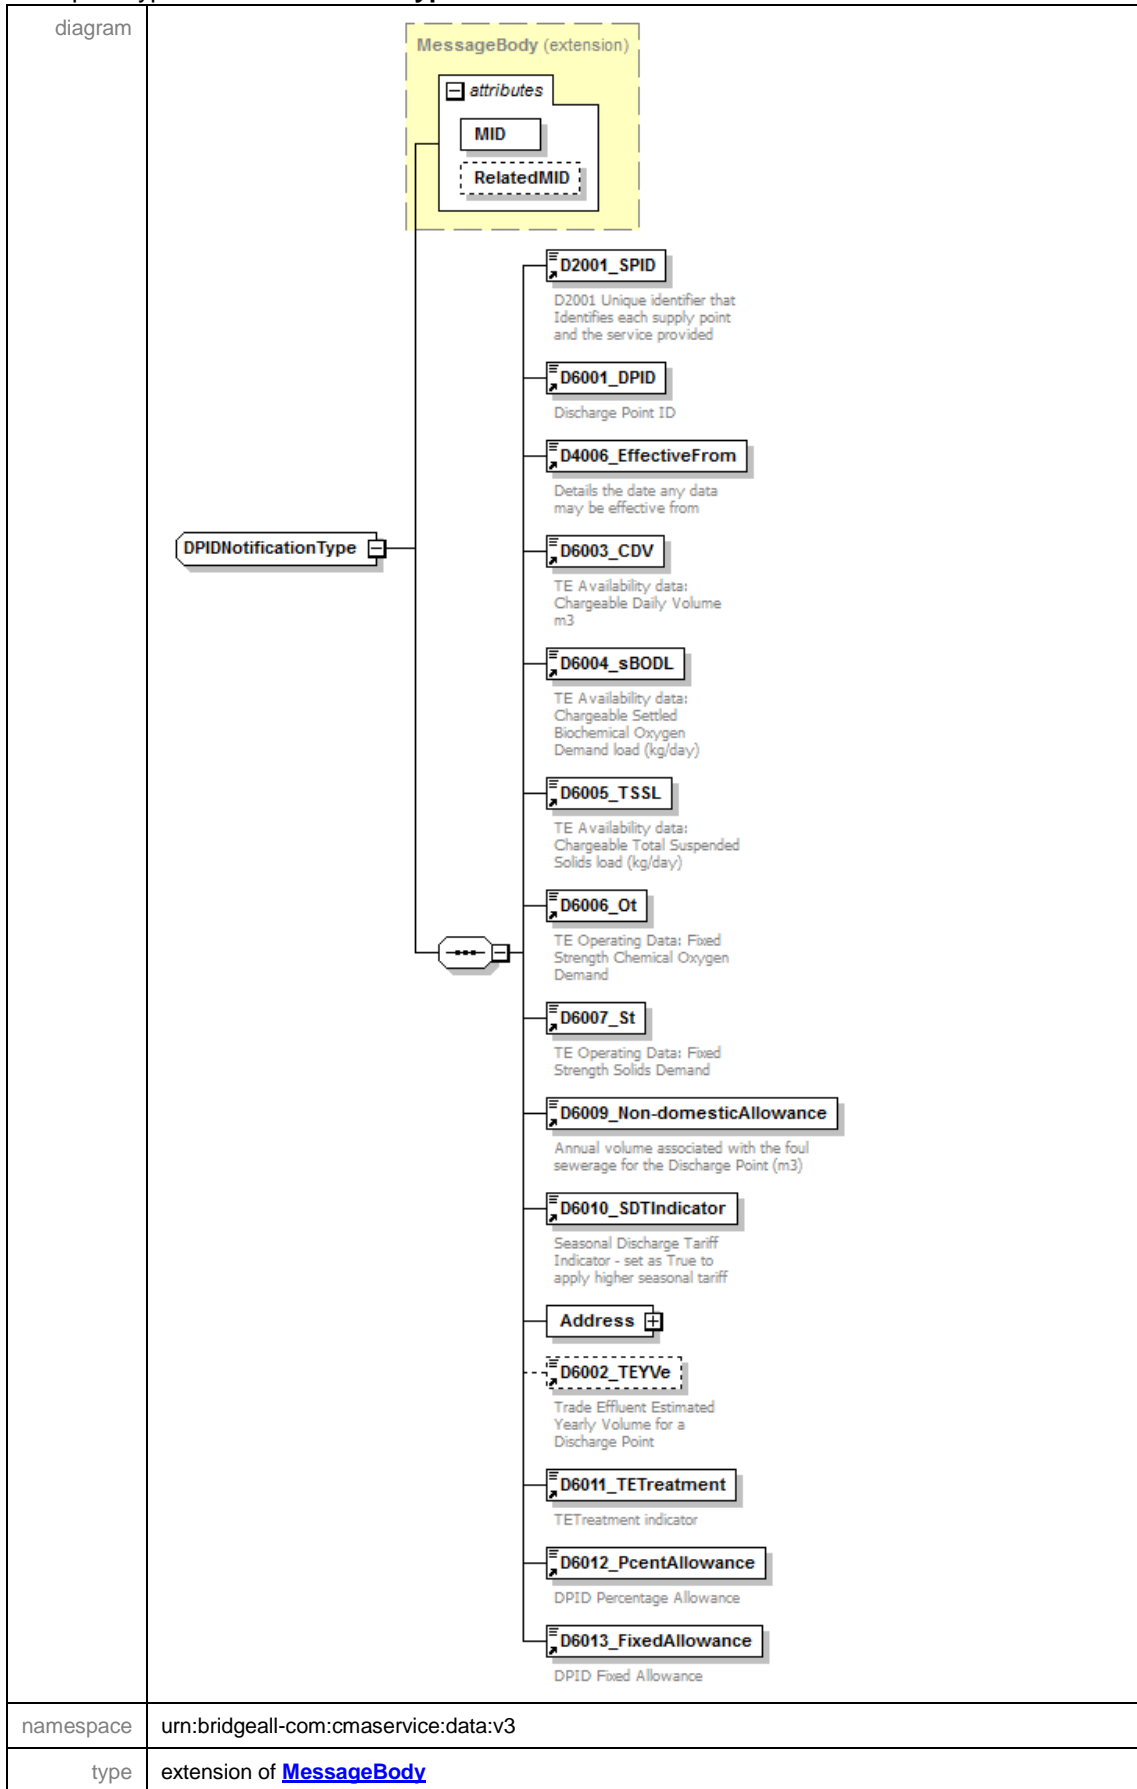 diagram
MessageBody (extension)
attributes
MID
RelatedMID
D2001_SPID
D2001 Unique identifier that
Identifies each supply point
and the service provided
D6001_DPID
Discharge Point ID
D4006_EffectiveFrom
Details the date any data
may be effective from
DPIDNotificationType
D6003_CDV
TE Availability data:
Chargeable Daily Volume
m3
D6004_sBODL
TE Availability data:
Chargeable Settled
Biochemical Oxygen
Demand load (kg/day)
D6005_TSSL
TE Availability data:
Chargeable Total Suspended
Solids load (kg/day)
D6006_Ot
TE Operating Data: Fixed
Strength Chemical Oxygen
Demand
D6007_St
TE Operating Data: Fixed
Strength Solids Demand
D6009_Non-domesticAllowance
Annual volume associated with the foul
sewerage for the Discharge Point (m3)
D6010_SDTIndicator
Seasonal Discharge Tariff
Indicator - set as True to
apply higher seasonal tariff
Address
D6002_TEYVe
Trade Effluent Estimated
Yearly Volume for a
Discharge Point
D6011_TETreatment
TETreatment indicator
D6012_PcentAllowance
DPID Percentage Allowance
D6013_FixedAllowance
DPID Fixed Allowance
namespace urn:bridgeall-com:cmaservice:data:v3
type extension of MessageBody